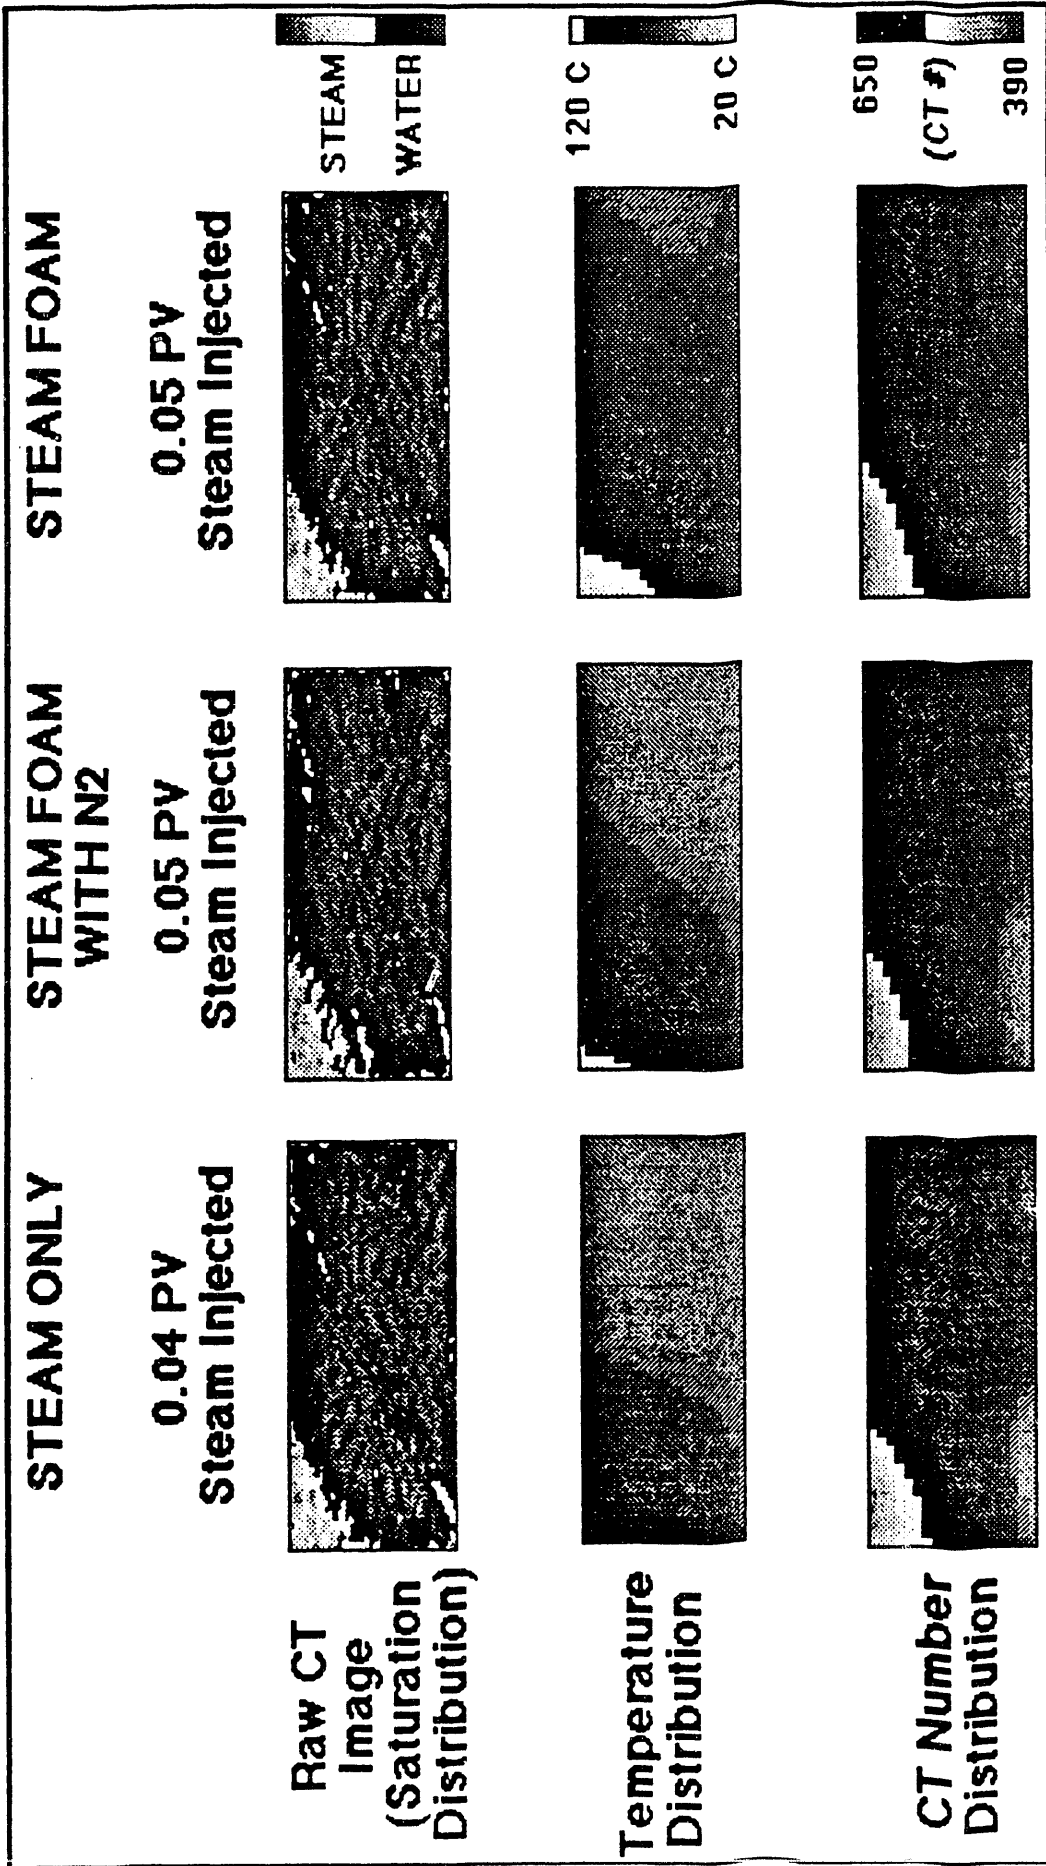 STEAM ONLY
STEAM FOAM
WITH N2
STEAM FOAM
0.04 PV
Steam Injected
0.05 PV
Steam Injected
0.05 PV
Steam Injected
Raw CT
Image
(Saturation
Distribution)
STEAM
WATER
Temperature
Distribution
120 C
20 C
CT Number
Distribution
650
(CT #)
390